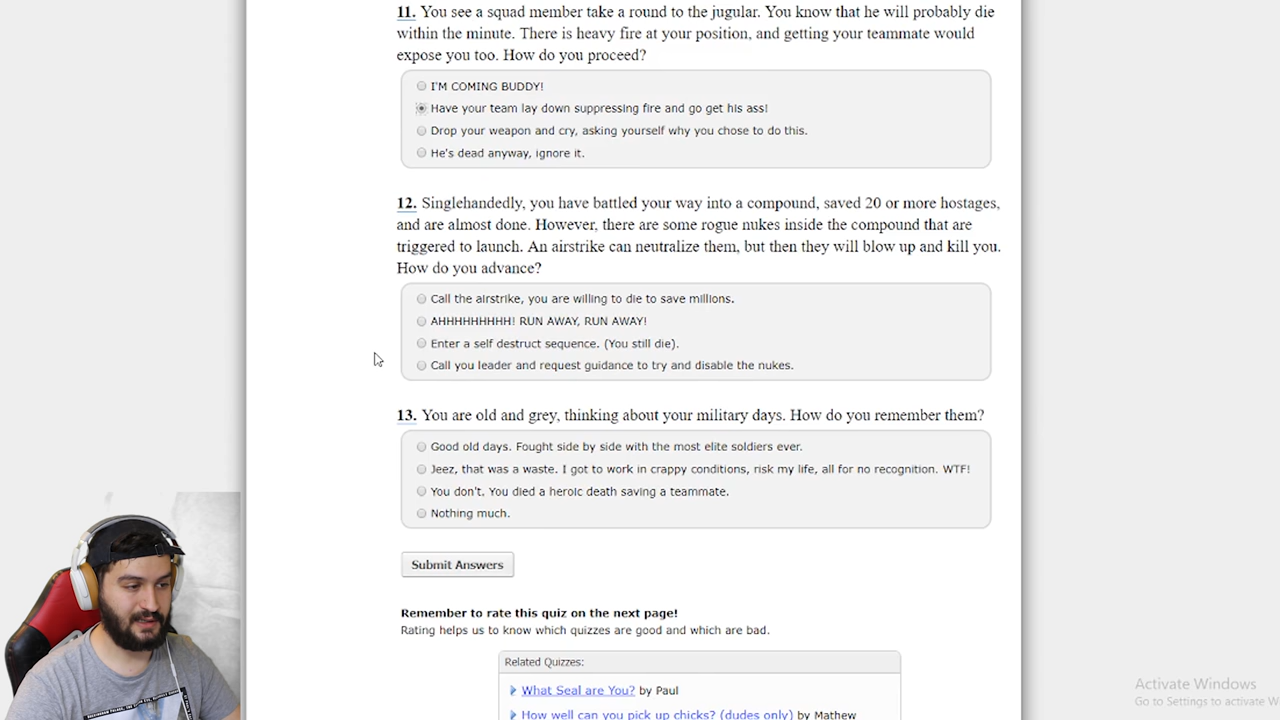 11. You see a squad member take a round to the jugular. You know that he will probably die
within the minute. There is heavy fire at your position, and getting your teammate would
expose you too. How do you proceed?
I'M COMING BUDDY!
Have your team lay down suppressing fire and go get his ass!
Drop your weapon and cry, asking yourself why you chose to do this.
He's dead anyway, ignore it.
12. Singlehandedly, you have battled your way into a compound, saved 20 or more hostages,
and are almost done. However, there are some rogue nukes inside the compound that are
triggered to launch. An airstrike can neutralize them, but then they will blow up and kill you.
How do you advance?
Call the airstrike, you are willing to die to save millions.
AHHHHHHHHH! RUN AWAY, RUN AWAY!
Enter a self destruct sequence. (You still die).
Call you leader and request guidance to try and disable the nukes.
13. You are old and grey, thinking about your military days. How do you remember them?
Good old days. Fought side by side with the most elite soldiers ever.
Jeez, that was a waste. I got to work in crappy conditions, risk my life, all for no recognition. WTF!
You don't. You died a heroic death saving a teammate.
Nothing much.
Submit Answers
Remember to rate this quiz on the next page!
Rating helps us to know which quizzes are good and which are bad.
Related Quizzes:
What Seal are You? by Paul
How well can you pick up chicks? (dudes only) by Mathew
Activate Windows
Go to Settings to activate W